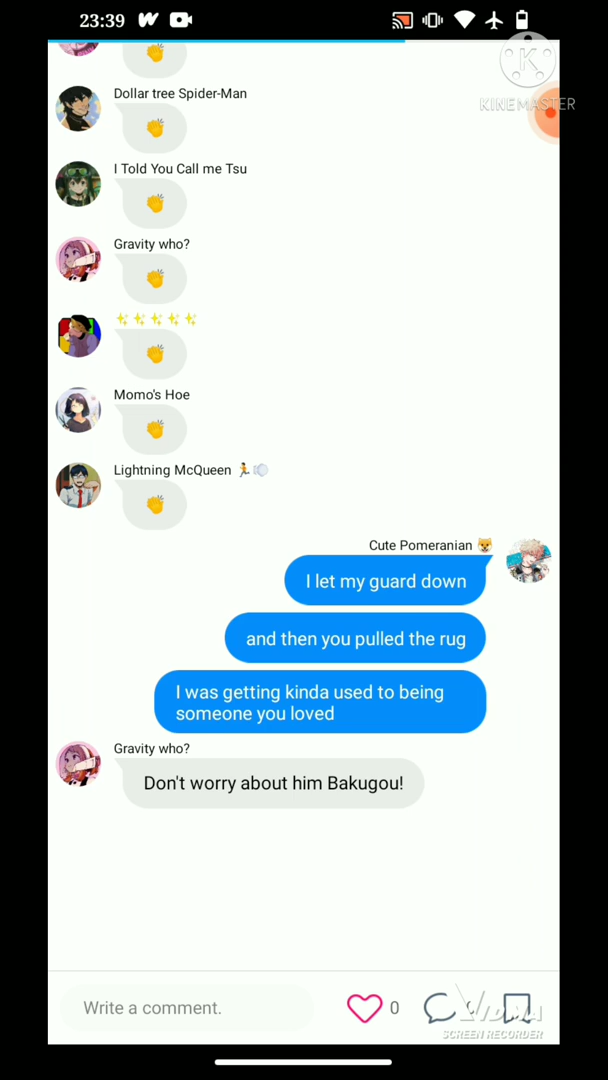 23:39
KINEMASTER
👏
Dollar tree Spider-Man
👏
I Told You Call me Tsu
👏
Gravity who?
👏
✨✨✨✨✨
👏
Momo's Hoe
👏
Lightning McQueen 🏃💨
👏
Cute Pomeranian 🐶
I let my guard down
and then you pulled the rug
I was getting kinda used to being
someone you loved
Gravity who?
Don't worry about him Bakugou!
Write a comment.
0
SCREEN RECORDER